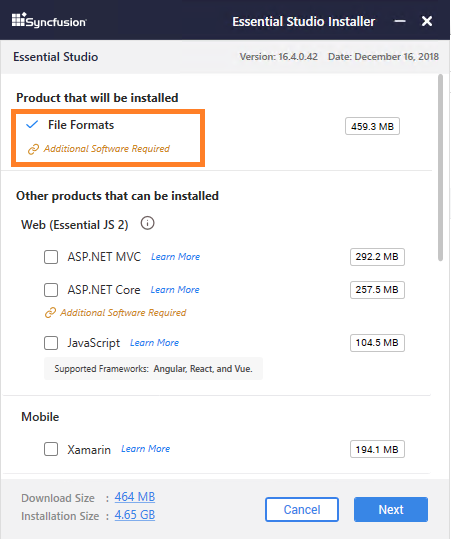 Syncfusion Essential Studio Installer
Essential Studio Version: 16.4.0.42 Date: December 16, 2018
Product that will be installed
File Formats 459.3 MB
Additional Software Required
Other products that can be installed
Web (Essential JS 2)
ASP.NET MVC Learn More 292.2 MB
ASP.NET Core Learn More 257.5 MB
Additional Software Required
JavaScript Learn More 104.5 MB
Supported Frameworks: Angular, React, and Vue.
Mobile
Xamarin Learn More 194.1 MB
Download Size : 464 MB
Installation Size : 4.65 GB
Cancel Next